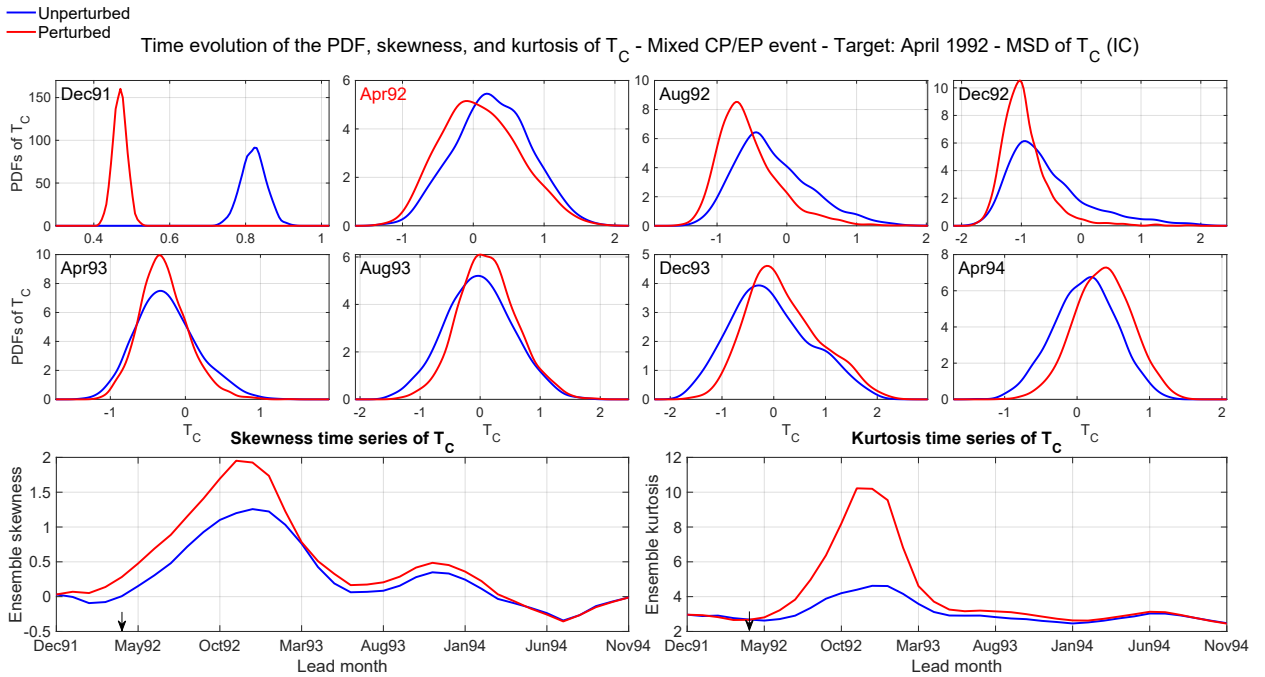 Unperturbed
Perturbed
Time evolution of the PDF, skewness, and kurtosis of T_C - Mixed CP/EP event - Target: April 1992 - MSD of T_C (IC)
PDFs of T_C
Dec91
150
100
50
0
0.4 0.6 0.8 1
Apr92
6
4
2
0
-1 0 1 2
Aug92
10
8
6
4
2
0
-1 0 1 2
Dec92
10
8
6
4
2
0
-2 -1 0 1 2
PDFs of T_C
Apr93
10
8
6
4
2
0
-1 0 1
T_C
Aug93
6
4
2
0
-2 -1 0 1 2
T_C
Dec93
5
4
3
2
1
0
-2 -1 0 1 2
T_C
Apr94
8
6
4
2
0
-1 0 1 2
T_C
Skewness time series of T_C
Ensemble skewness
2
1.5
1
0.5
0
-0.5
Dec91 May92 Oct92 Mar93 Aug93 Jan94 Jun94 Nov94
Lead month
Kurtosis time series of T_C
Ensemble kurtosis
12
10
8
6
4
2
Dec91 May92 Oct92 Mar93 Aug93 Jan94 Jun94 Nov94
Lead month